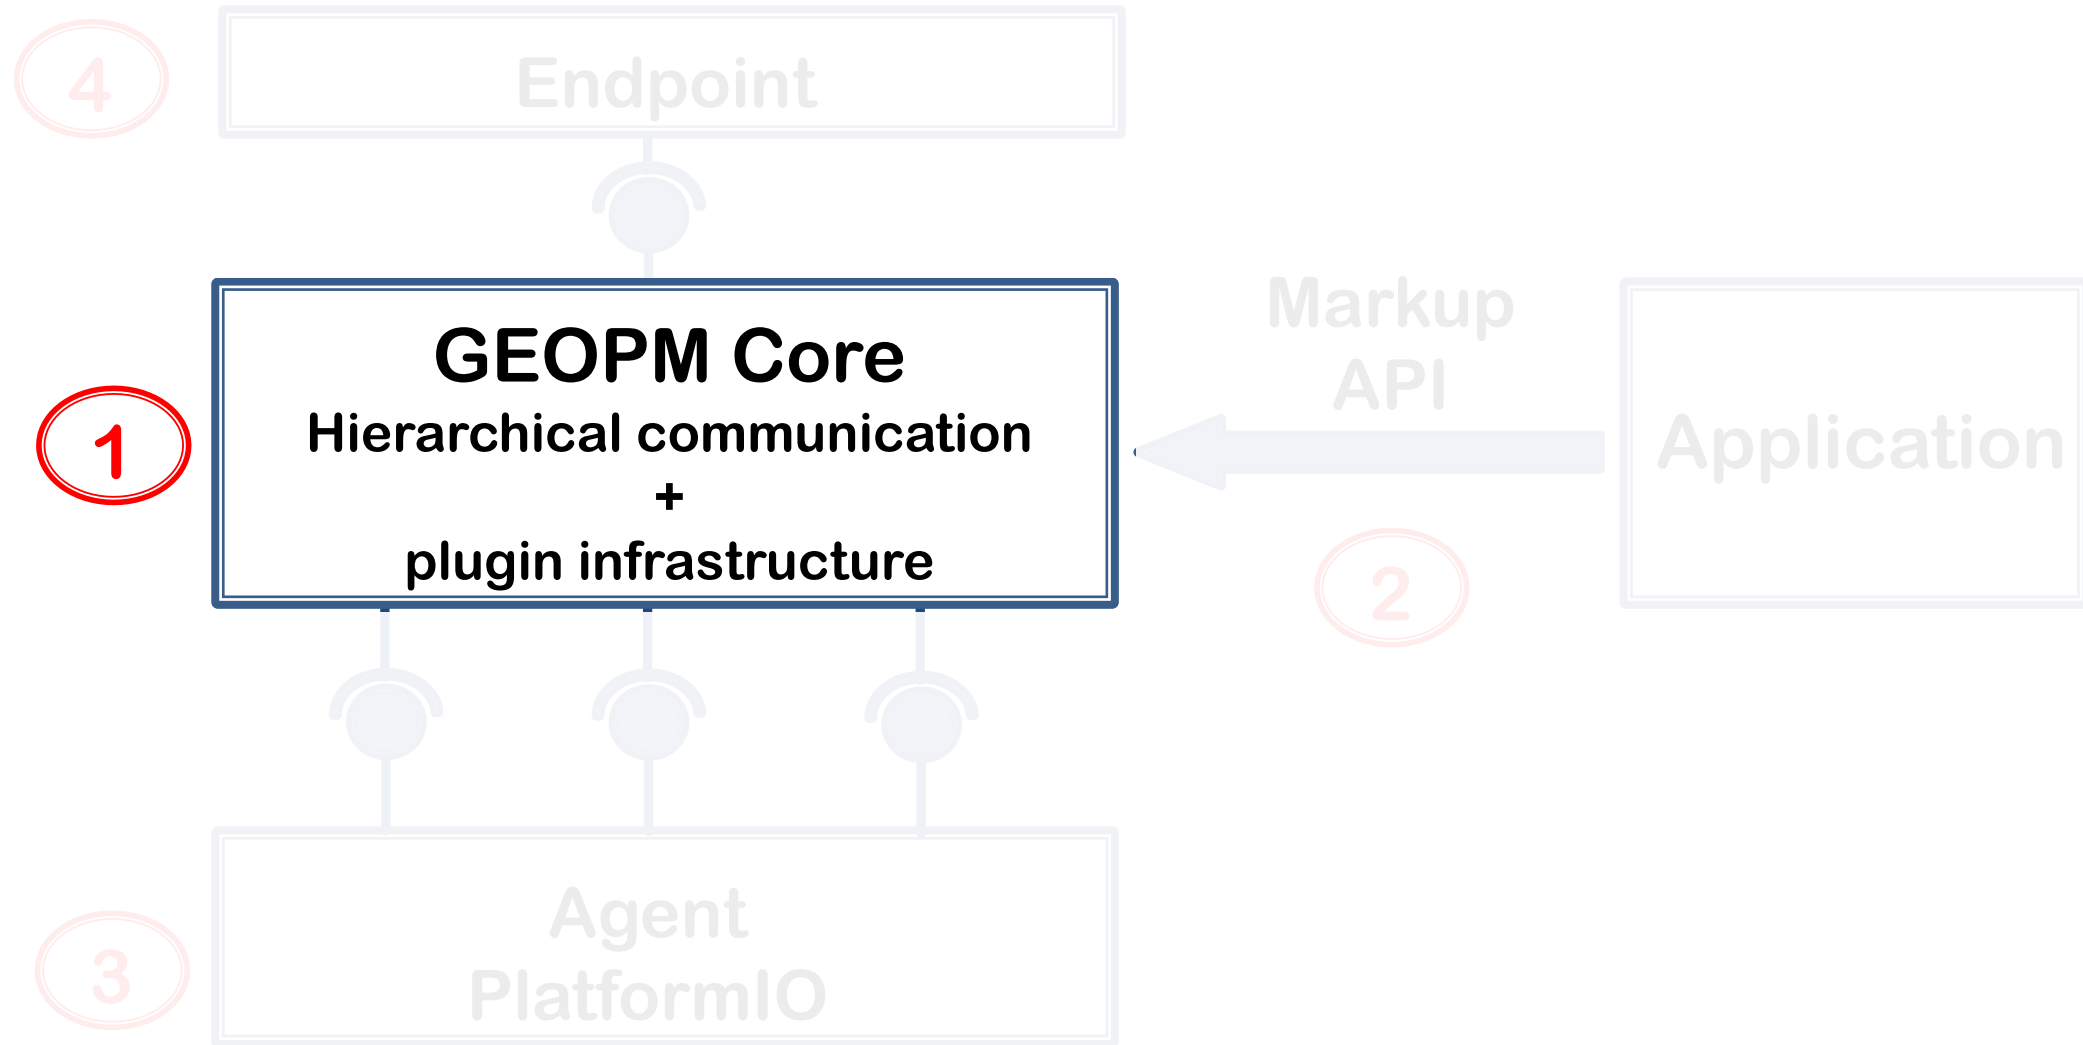 4
Endpoint
GEOPM Core
Hierarchical communication
+
plugin infrastructure
1
Markup
API
2
Application
3
Agent
PlatformIO